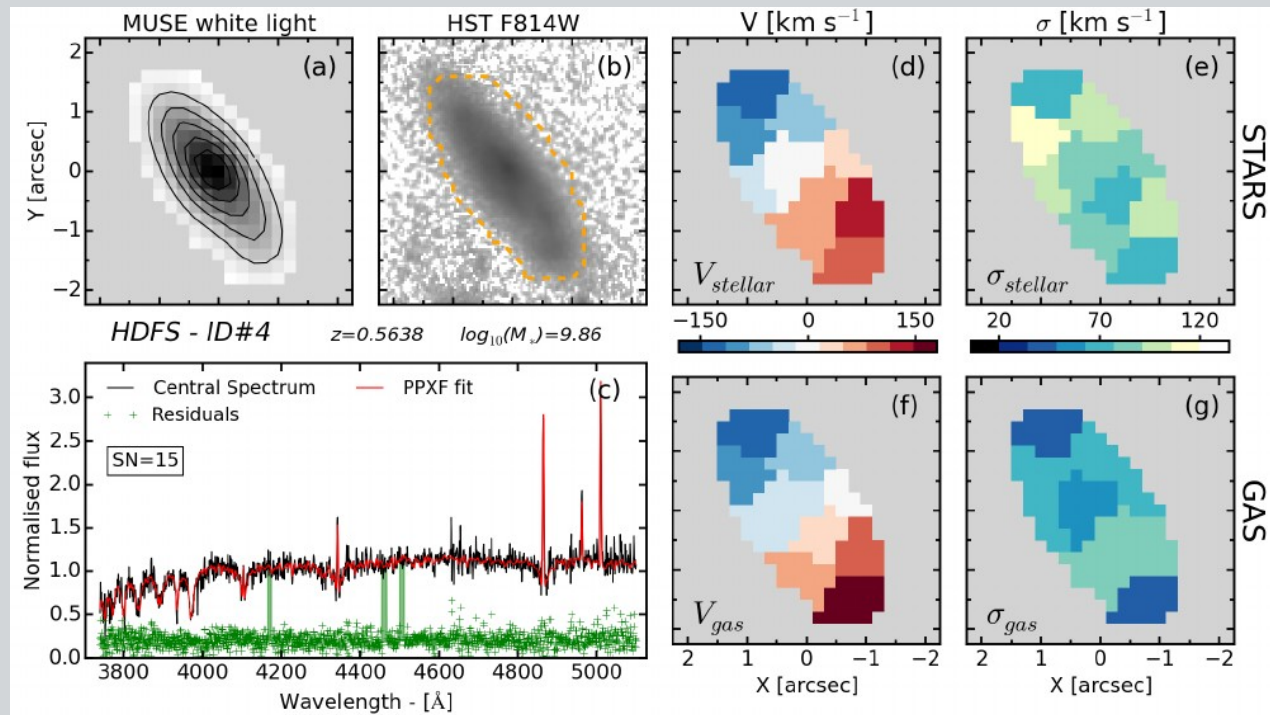 MUSE white light
HST F814W
V [km s⁻¹]
σ [km s⁻¹]
(a)
(b)
(d)
(e)
2
1
0
−1
−2
Y [arcsec]
V_stellar
σ_stellar
STARS
HDFS - ID#4
z=0.5638
log₁₀(M_*)=9.86
−150 0 150
20 70 120
Central Spectrum
PPXF fit
Residuals
SN=15
(c)
3.0
2.5
2.0
1.5
1.0
0.5
0.0
Normalised flux
3800 4000 4200 4400 4600 4800 5000
Wavelength - [Å]
(f)
(g)
V_gas
σ_gas
GAS
2 1 0 −1 −2
X [arcsec]
2 1 0 −1 −2
X [arcsec]